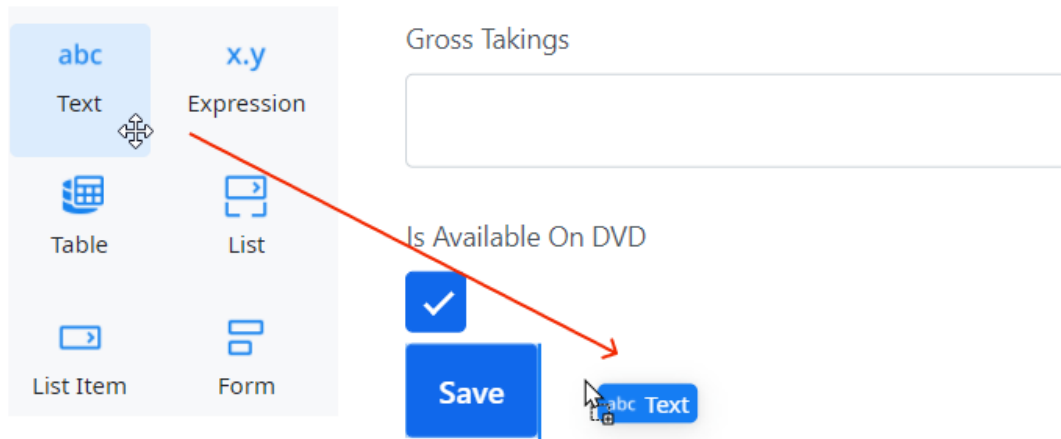 abc
x.y
Text
Expression
Table
List
List Item
Form
Gross Takings
Is Available On DVD
Save
abc Text